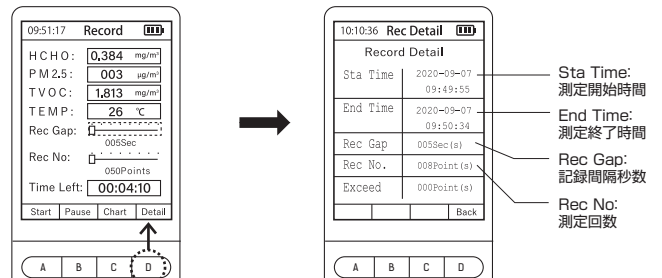 09:51:17 Record
HCHO: 0.384 mg/m³
PM2.5: 003 μg/m³
TVOC: 1.813 mg/m³
TEMP: 26 ℃
Rec Gap:
005Sec
Rec No:
050Points
Time Left: 00:04:10
Start Pause Chart Detail
A B C D
10:10:36 Rec Detail
Record Detail
Sta Time 2020-09-07
09:49:55
End Time 2020-09-07
09:50:34
Rec Gap 005Sec(s)
Rec No. 008Point(s)
Exceed 000Point(s)
Back
A B C D
Sta Time:
測定開始時間
End Time:
測定終了時間
Rec Gap:
記録間隔秒数
Rec No:
測定回数